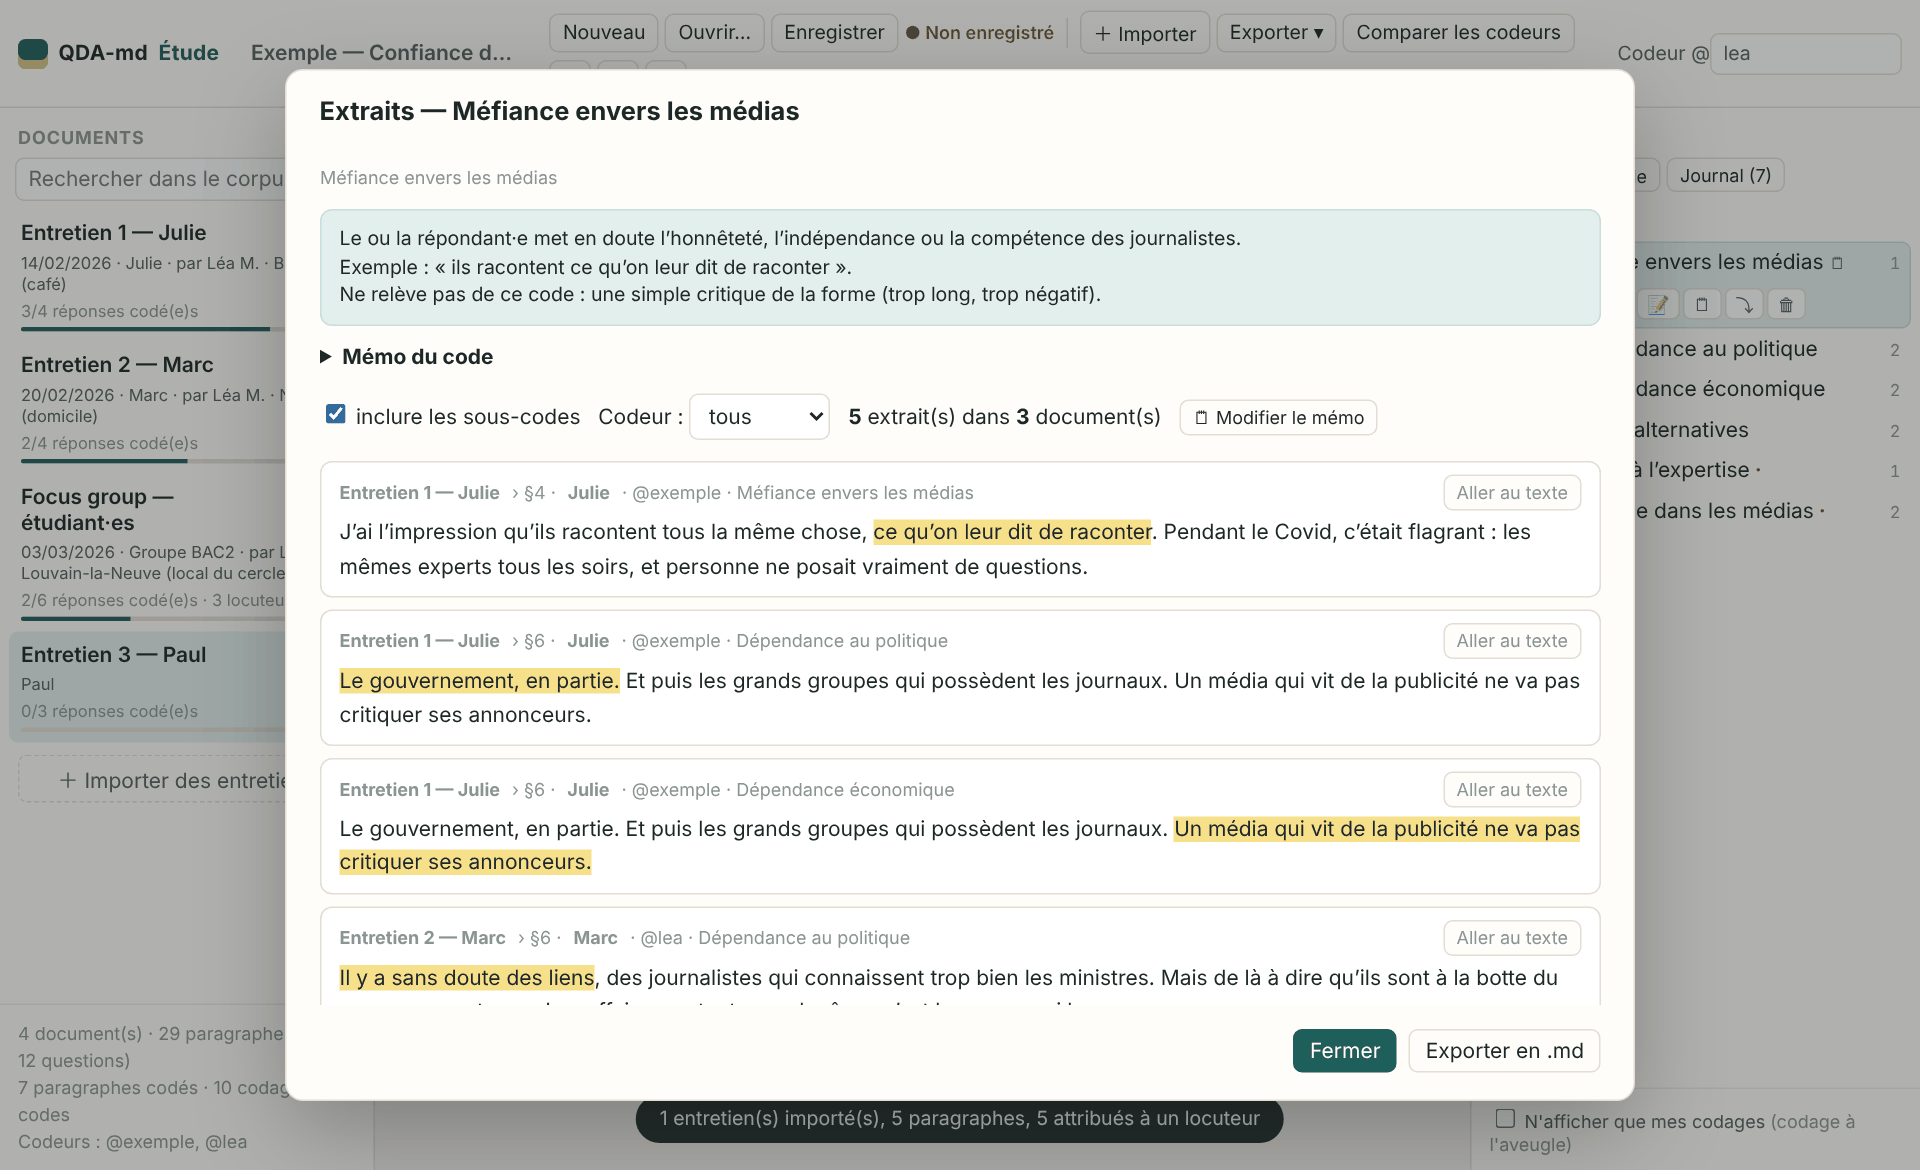 QDA-md Étude
Exemple — Confiance d…
Nouveau
Ouvrir…
Enregistrer
Non enregistré
+ Importer
Exporter ▾
Comparer les codeurs
Codeur @ lea
DOCUMENTS
Rechercher dans le corpu
Entretien 1 — Julie
14/02/2026 · Julie · par Léa M. · B
(café)
3/4 réponses codé(e)s
Entretien 2 — Marc
20/02/2026 · Marc · par Léa M. · N
(domicile)
2/4 réponses codé(e)s
Focus group —
étudiant·es
03/03/2026 · Groupe BAC2 · par L
Louvain-la-Neuve (local du cercle
2/6 réponses codé(e)s · 3 locuteu
Entretien 3 — Paul
Paul
0/3 réponses codé(e)s
+ Importer des entretie
4 document(s) · 29 paragraphe
12 questions)
7 paragraphes codés · 10 codag
codes
Codeurs : @exemple, @lea
Extraits — Méfiance envers les médias
Méfiance envers les médias
Le ou la répondant·e met en doute l’honnêteté, l’indépendance ou la compétence des journalistes.
Exemple : « ils racontent ce qu’on leur dit de raconter ».
Ne relève pas de ce code : une simple critique de la forme (trop long, trop négatif).
▶ Mémo du code
inclure les sous-codes Codeur : tous 5 extrait(s) dans 3 document(s) Modifier le mémo
Entretien 1 — Julie › §4 · Julie · @exemple · Méfiance envers les médias
Aller au texte
J’ai l’impression qu’ils racontent tous la même chose, ce qu’on leur dit de raconter. Pendant le Covid, c’était flagrant : les
mêmes experts tous les soirs, et personne ne posait vraiment de questions.
Entretien 1 — Julie › §6 · Julie · @exemple · Dépendance au politique
Aller au texte
Le gouvernement, en partie. Et puis les grands groupes qui possèdent les journaux. Un média qui vit de la publicité ne va pas
critiquer ses annonceurs.
Entretien 1 — Julie › §6 · Julie · @exemple · Dépendance économique
Aller au texte
Le gouvernement, en partie. Et puis les grands groupes qui possèdent les journaux. Un média qui vit de la publicité ne va pas
critiquer ses annonceurs.
Entretien 2 — Marc › §6 · Marc · @lea · Dépendance au politique
Aller au texte
Il y a sans doute des liens, des journalistes qui connaissent trop bien les ministres. Mais de là à dire qu’ils sont à la botte du
Fermer
Exporter en .md
1 entretien(s) importé(s), 5 paragraphes, 5 attribués à un locuteur
e
Journal (7)
e envers les médias 1
dance au politique 2
dance économique 2
alternatives 2
à l’expertise · 1
e dans les médias · 2
N'afficher que mes codages (codage à
l'aveugle)